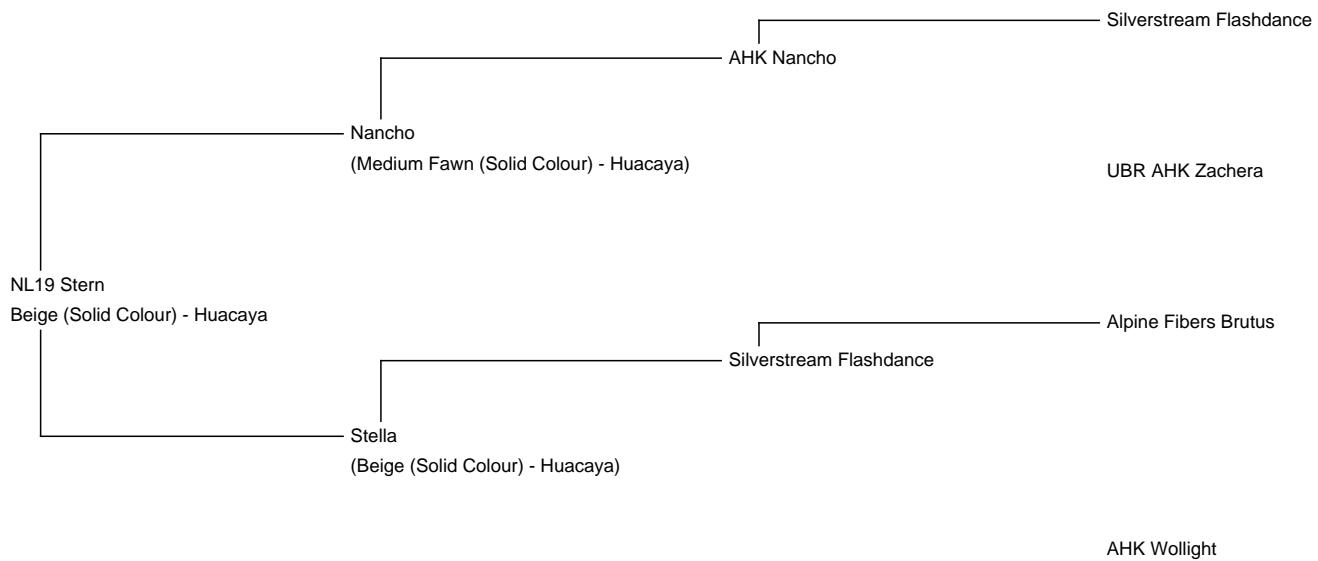 Silverstream Flashdance
AHK Nancho
Nancho
(Medium Fawn (Solid Colour) - Huacaya)
UBR AHK Zachera
NL19 Stern
Beige (Solid Colour) - Huacaya
Alpine Fibers Brutus
Silverstream Flashdance
Stella
(Beige (Solid Colour) - Huacaya)
AHK Wollight